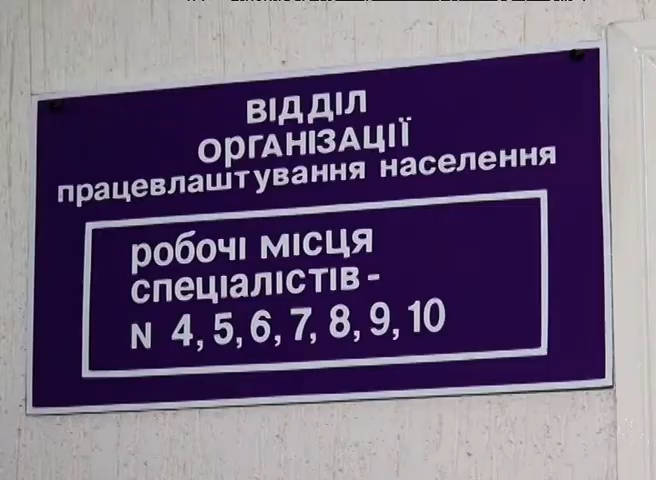 ВІДДІЛ
ОРГАНІЗАЦІЇ
працевлаштування населення
робочі місця
спеціалістів -
N 4, 5, 6, 7, 8, 9, 10